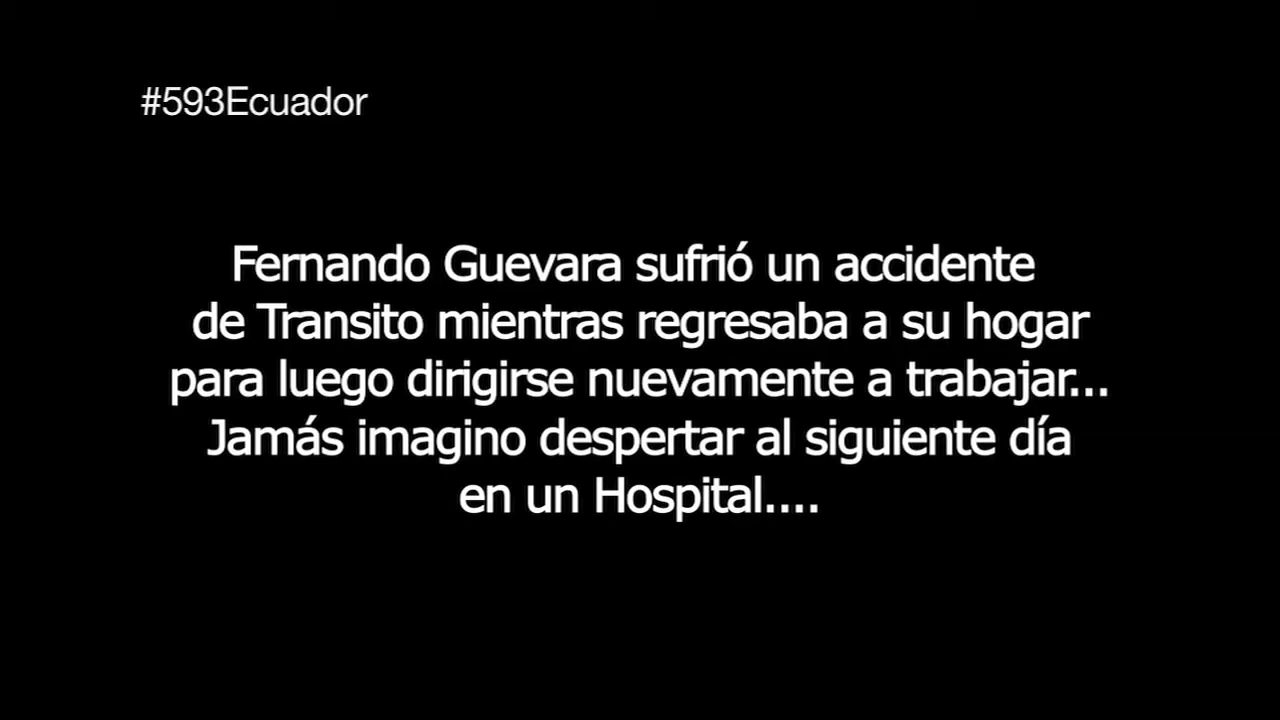 #593Ecuador
Fernando Guevara sufrió un accidente
de Transito mientras regresaba a su hogar
para luego dirigirse nuevamente a trabajar...
Jamás imagino despertar al siguiente día
en un Hospital....